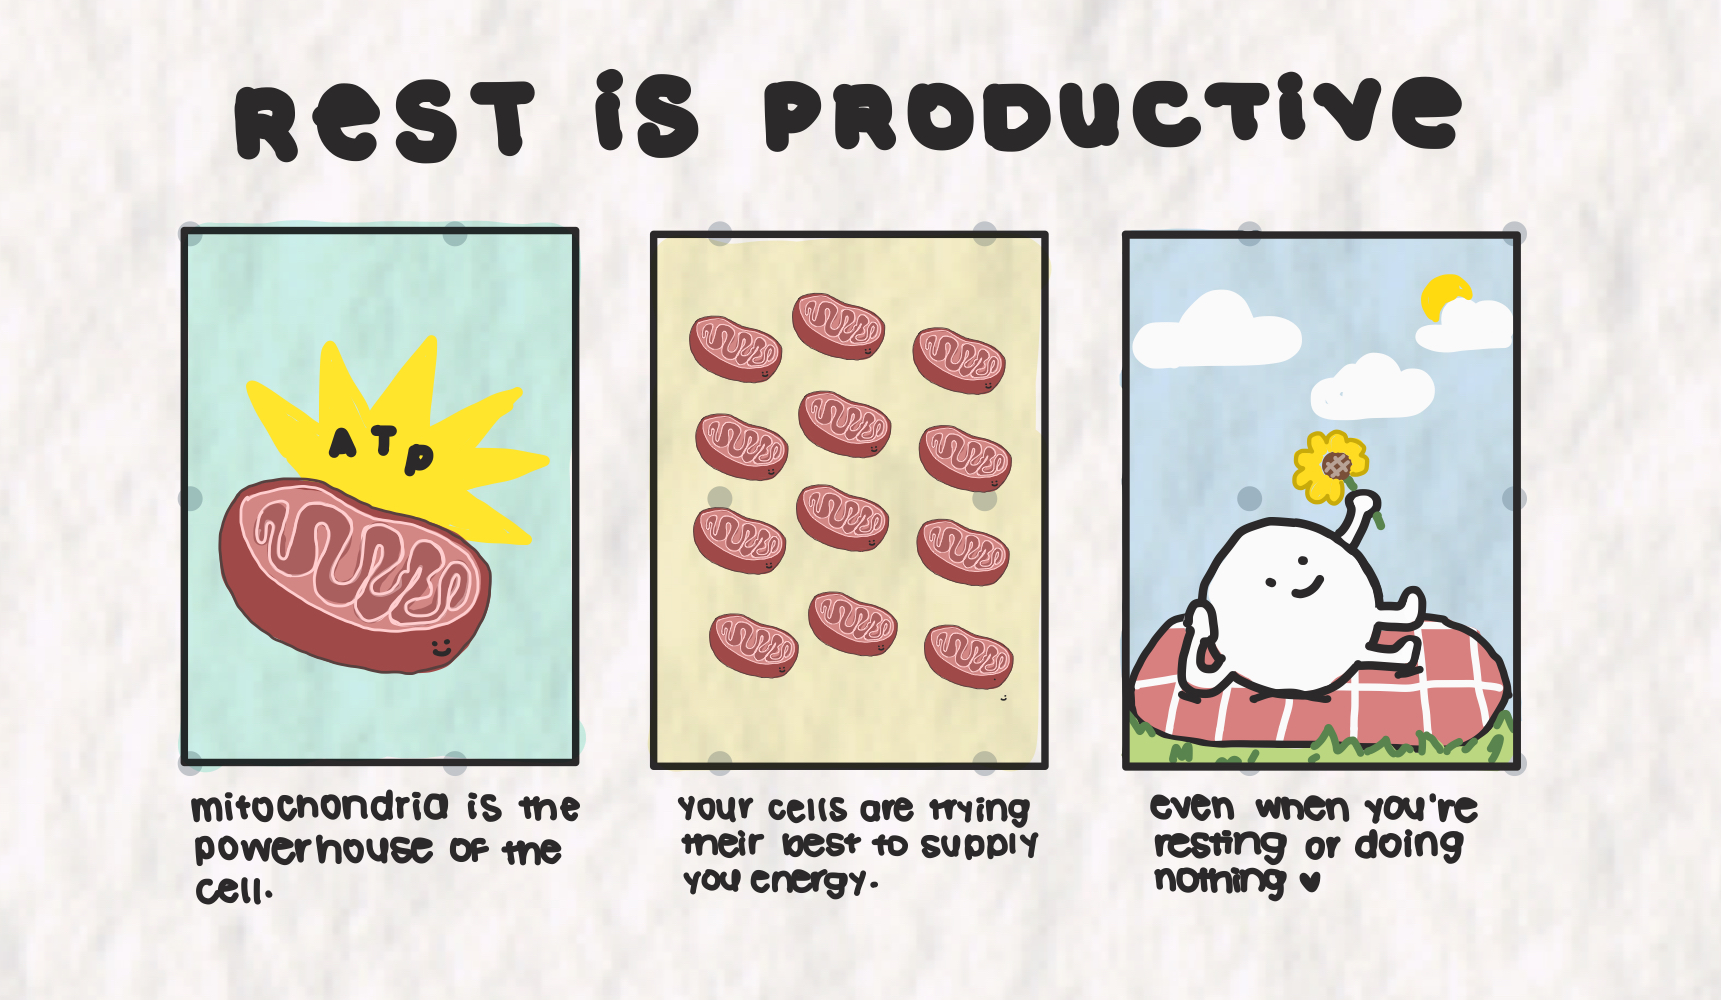 REST iS PRODUCTiVe
ATP
mitochondria is the
powerhouse of the
cell.
your cells are trying
their best to supply
you energy.
even when you're
resting or doing
nothing ♥